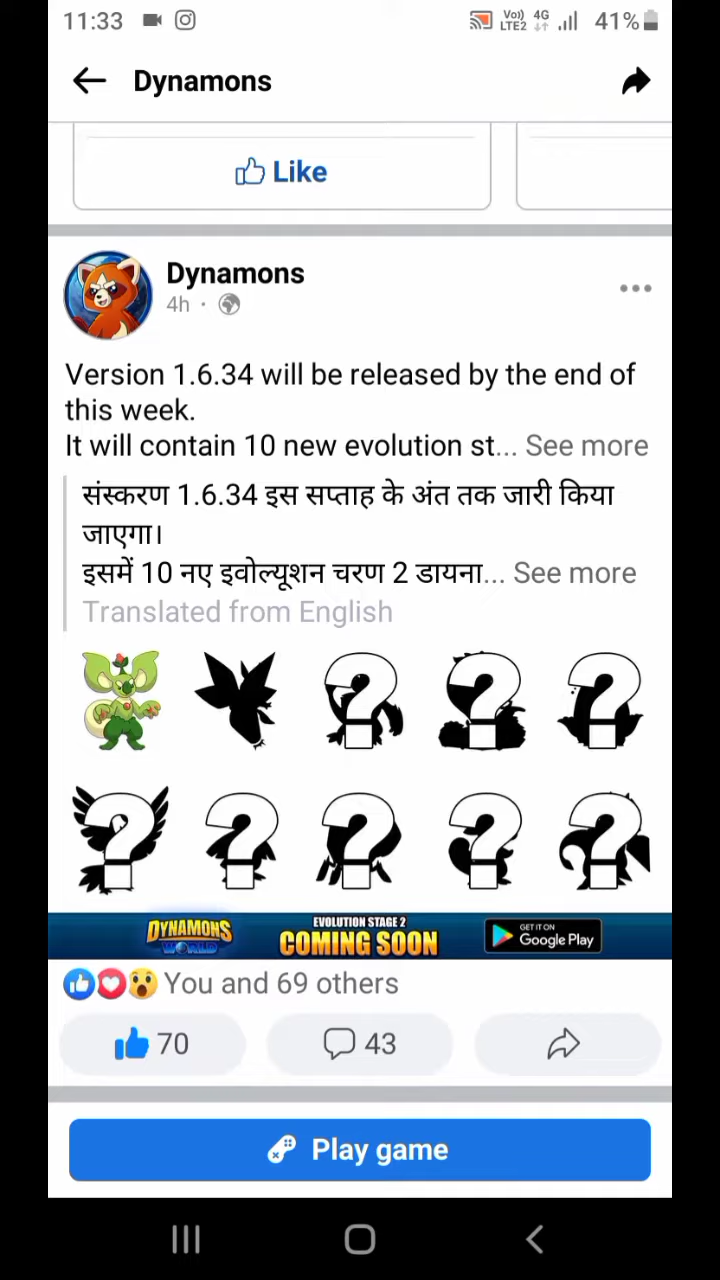 11:33
Vo)) 4G
LTE2
41%
Dynamons
Like
Dynamons
4h ·
Version 1.6.34 will be released by the end of
this week.
It will contain 10 new evolution st... See more
संस्करण 1.6.34 इस सप्ताह के अंत तक जारी किया
जाएगा।
इसमें 10 नए इवोल्यूशन चरण 2 डायना... See more
Translated from English
? ? ?
? ? ? ? ?
DYNAMONS
WORLD
EVOLUTION STAGE 2
COMING SOON
GET IT ON
Google Play
You and 69 others
70
43
Play game